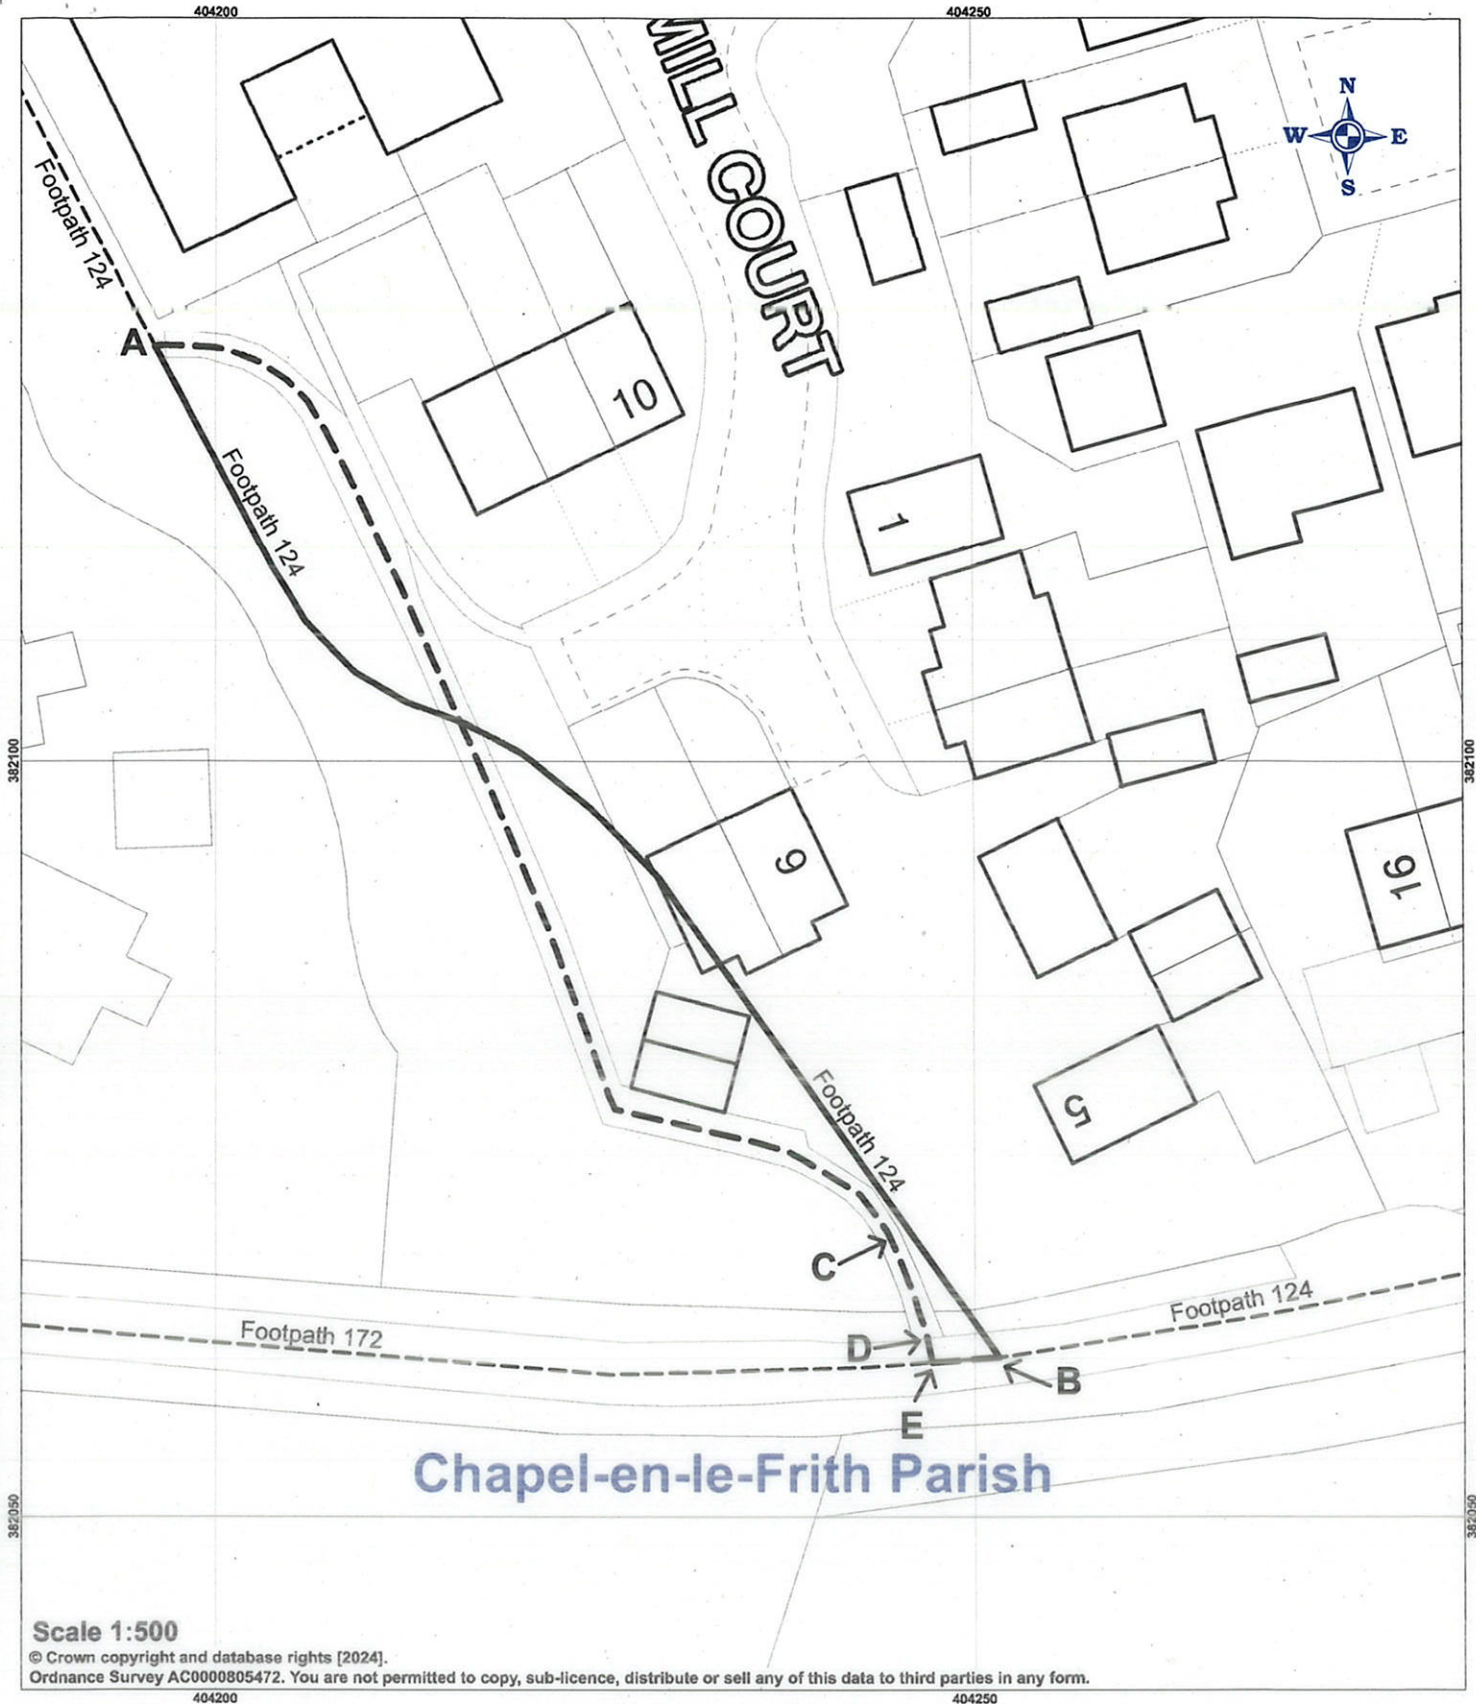 404200
404250
MILL COURT
N
W E
S
Footpath 124
A
10
Footpath 124
1
382100
382100
9
16
Footpath 124
5
C
Footpath 124
Footpath 172
D
B
E
Chapel-en-le-Frith Parish
382050
382050
Scale 1:500
© Crown copyright and database rights [2024].
Ordnance Survey AC0000805472. You are not permitted to copy, sub-licence, distribute or sell any of this data to third parties in any form.
404200
404250